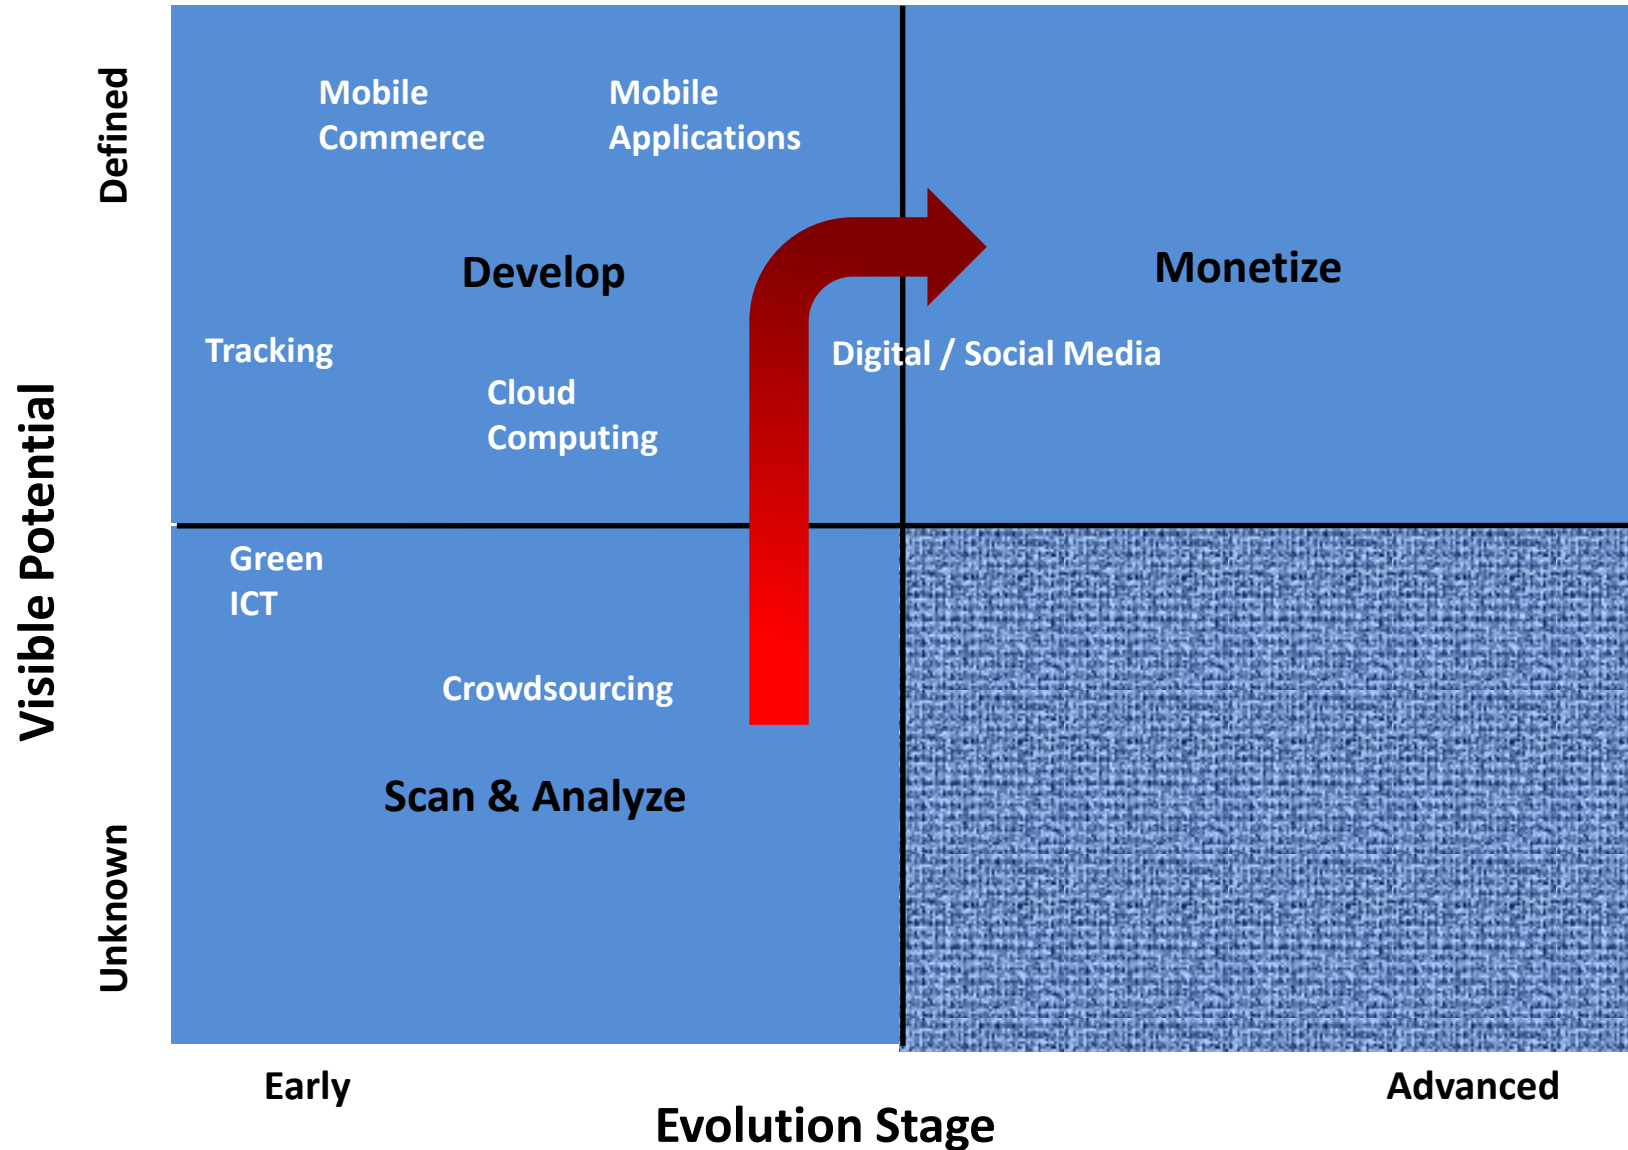 Defined
Mobile
Commerce
Mobile
Applications
Develop
Monetize
Tracking
Digital / Social Media
Cloud
Computing
Visible Potential
Green
ICT
Crowdsourcing
Scan & Analyze
Unknown
Early
Advanced
Evolution Stage